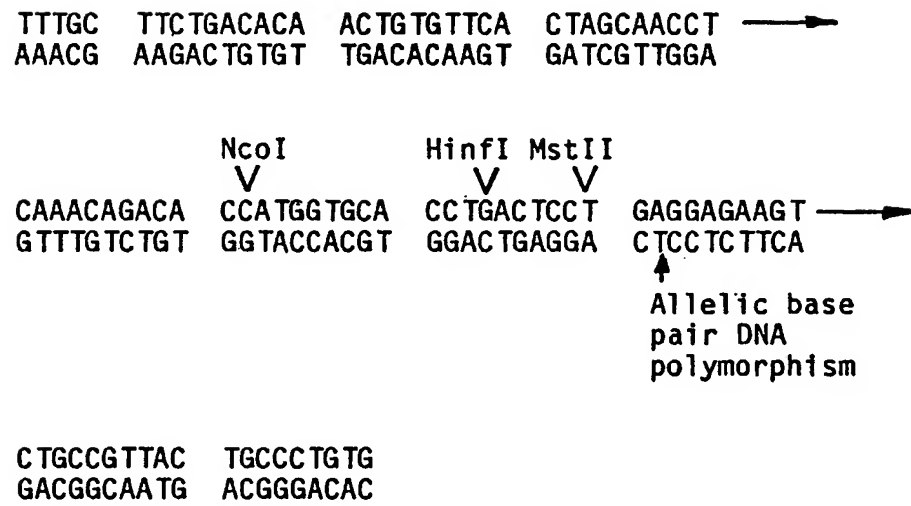 TTTGC TTCTGACACA ACTGTGTTCA CTAGCAACCT
AAACG AAGACTGTGT TGACACAAGT GATCGTTGGA
NcoI HinfI MstII
CAAACAGACA CCATGGTGCA CCTGACTCCT GAGGAGAAGT
GTTTGTCTGT GGTACCACGT GGACTGAGGA CTCCTCTTCA
Allelic base
pair DNA
polymorphism
CTGCCGTTAC TGCCCTGTG
GACGGCAATG ACGGGACAC